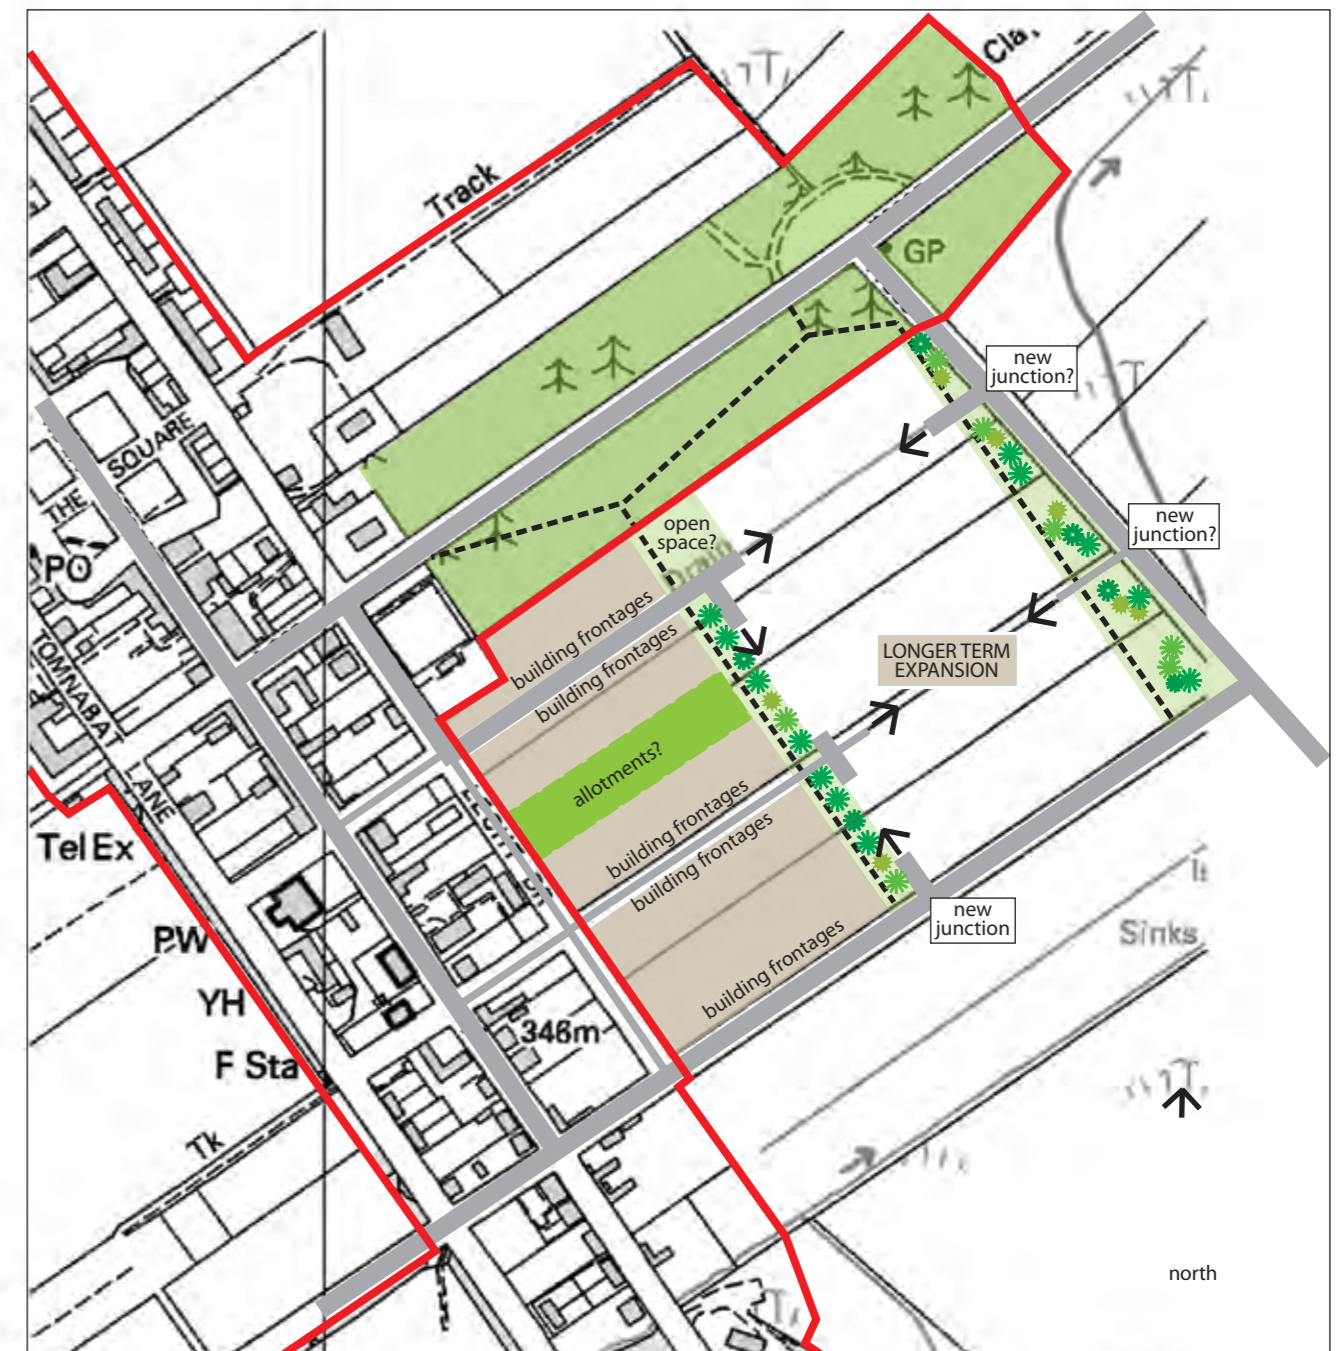 Cla
Track
GP
new
junction?
THE SQUARE
PO
open
space?
Drain
new
junction?
building frontages
building frontages
LONGER TERM
EXPANSION
TOMNABAT
LANE
allotments?
Tel Ex
building frontages
building frontages
new
junction
PW
Sinks
building frontages
YH
346m
F Sta
Tk
north